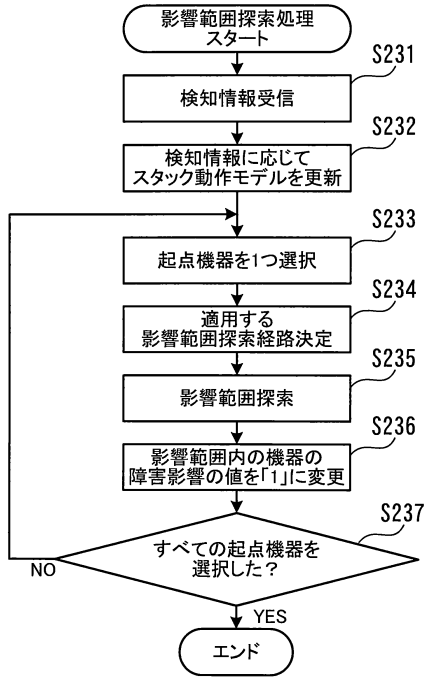 影響範囲探索処理
スタート
S231
検知情報受信
S232
検知情報に応じて
スタック動作モデルを更新
S233
起点機器を1つ選択
S234
適用する
影響範囲探索経路決定
S235
影響範囲探索
S236
影響範囲内の機器の
障害影響の値を「1」に変更
S237
すべての起点機器を
選択した？
NO
YES
エンド